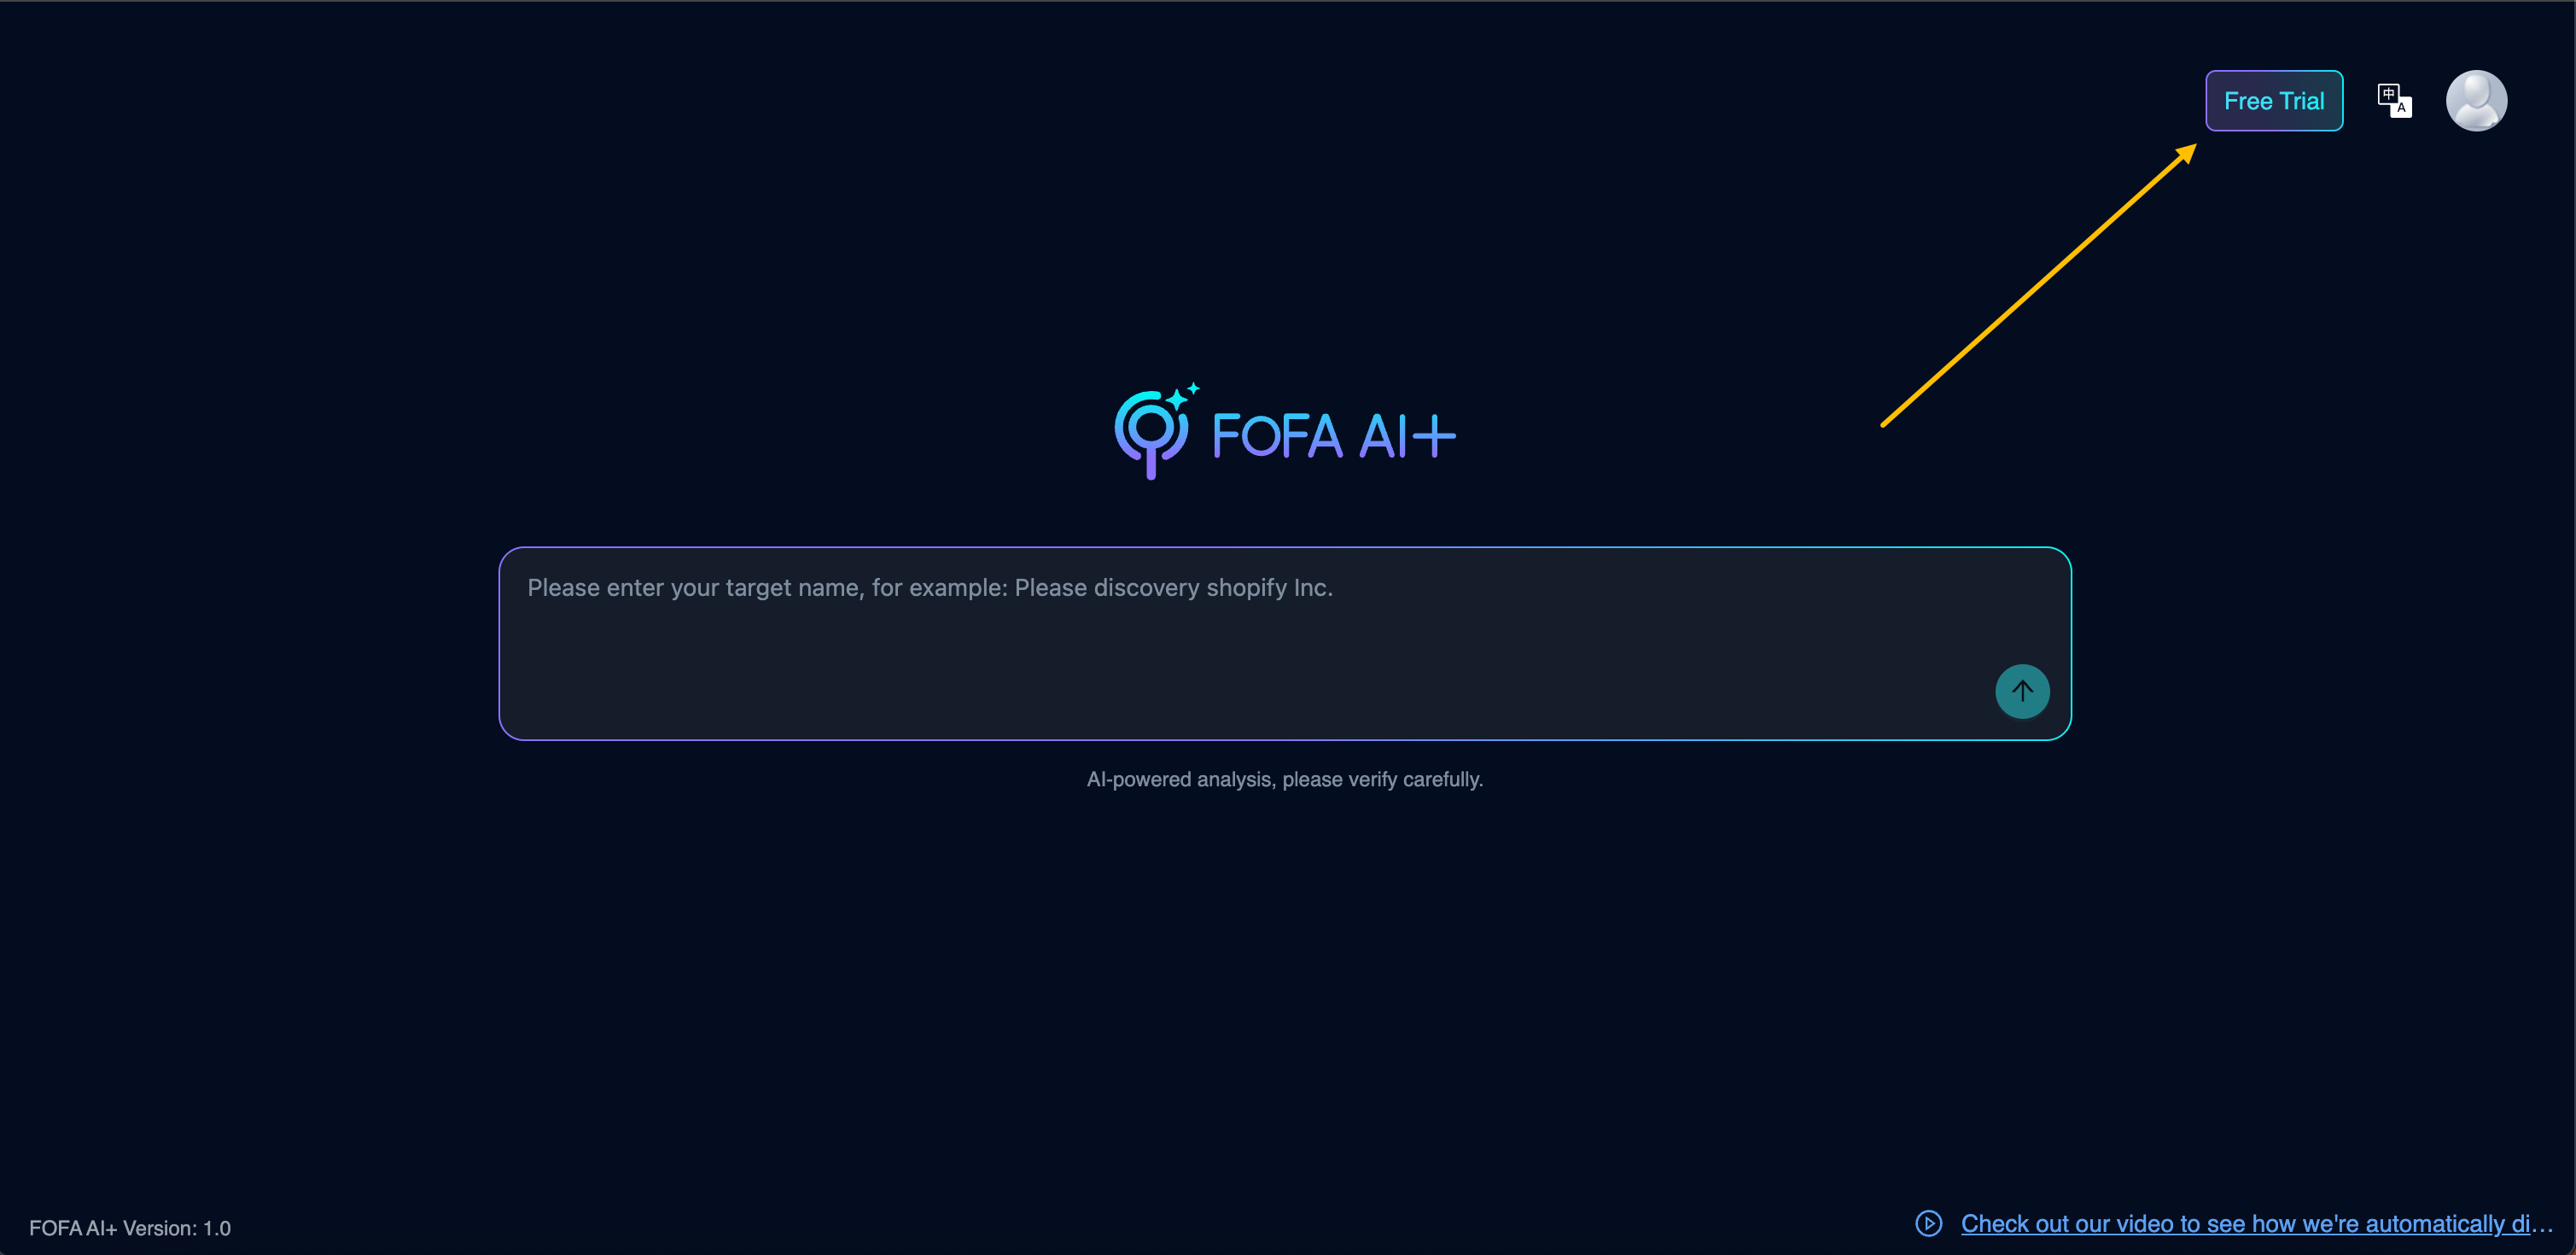 Free Trial
中
A
FOFA AI+
Please enter your target name, for example: Please discovery shopify Inc.
AI-powered analysis, please verify carefully.
FOFA AI+ Version: 1.0
Check out our video to see how we're automatically di...